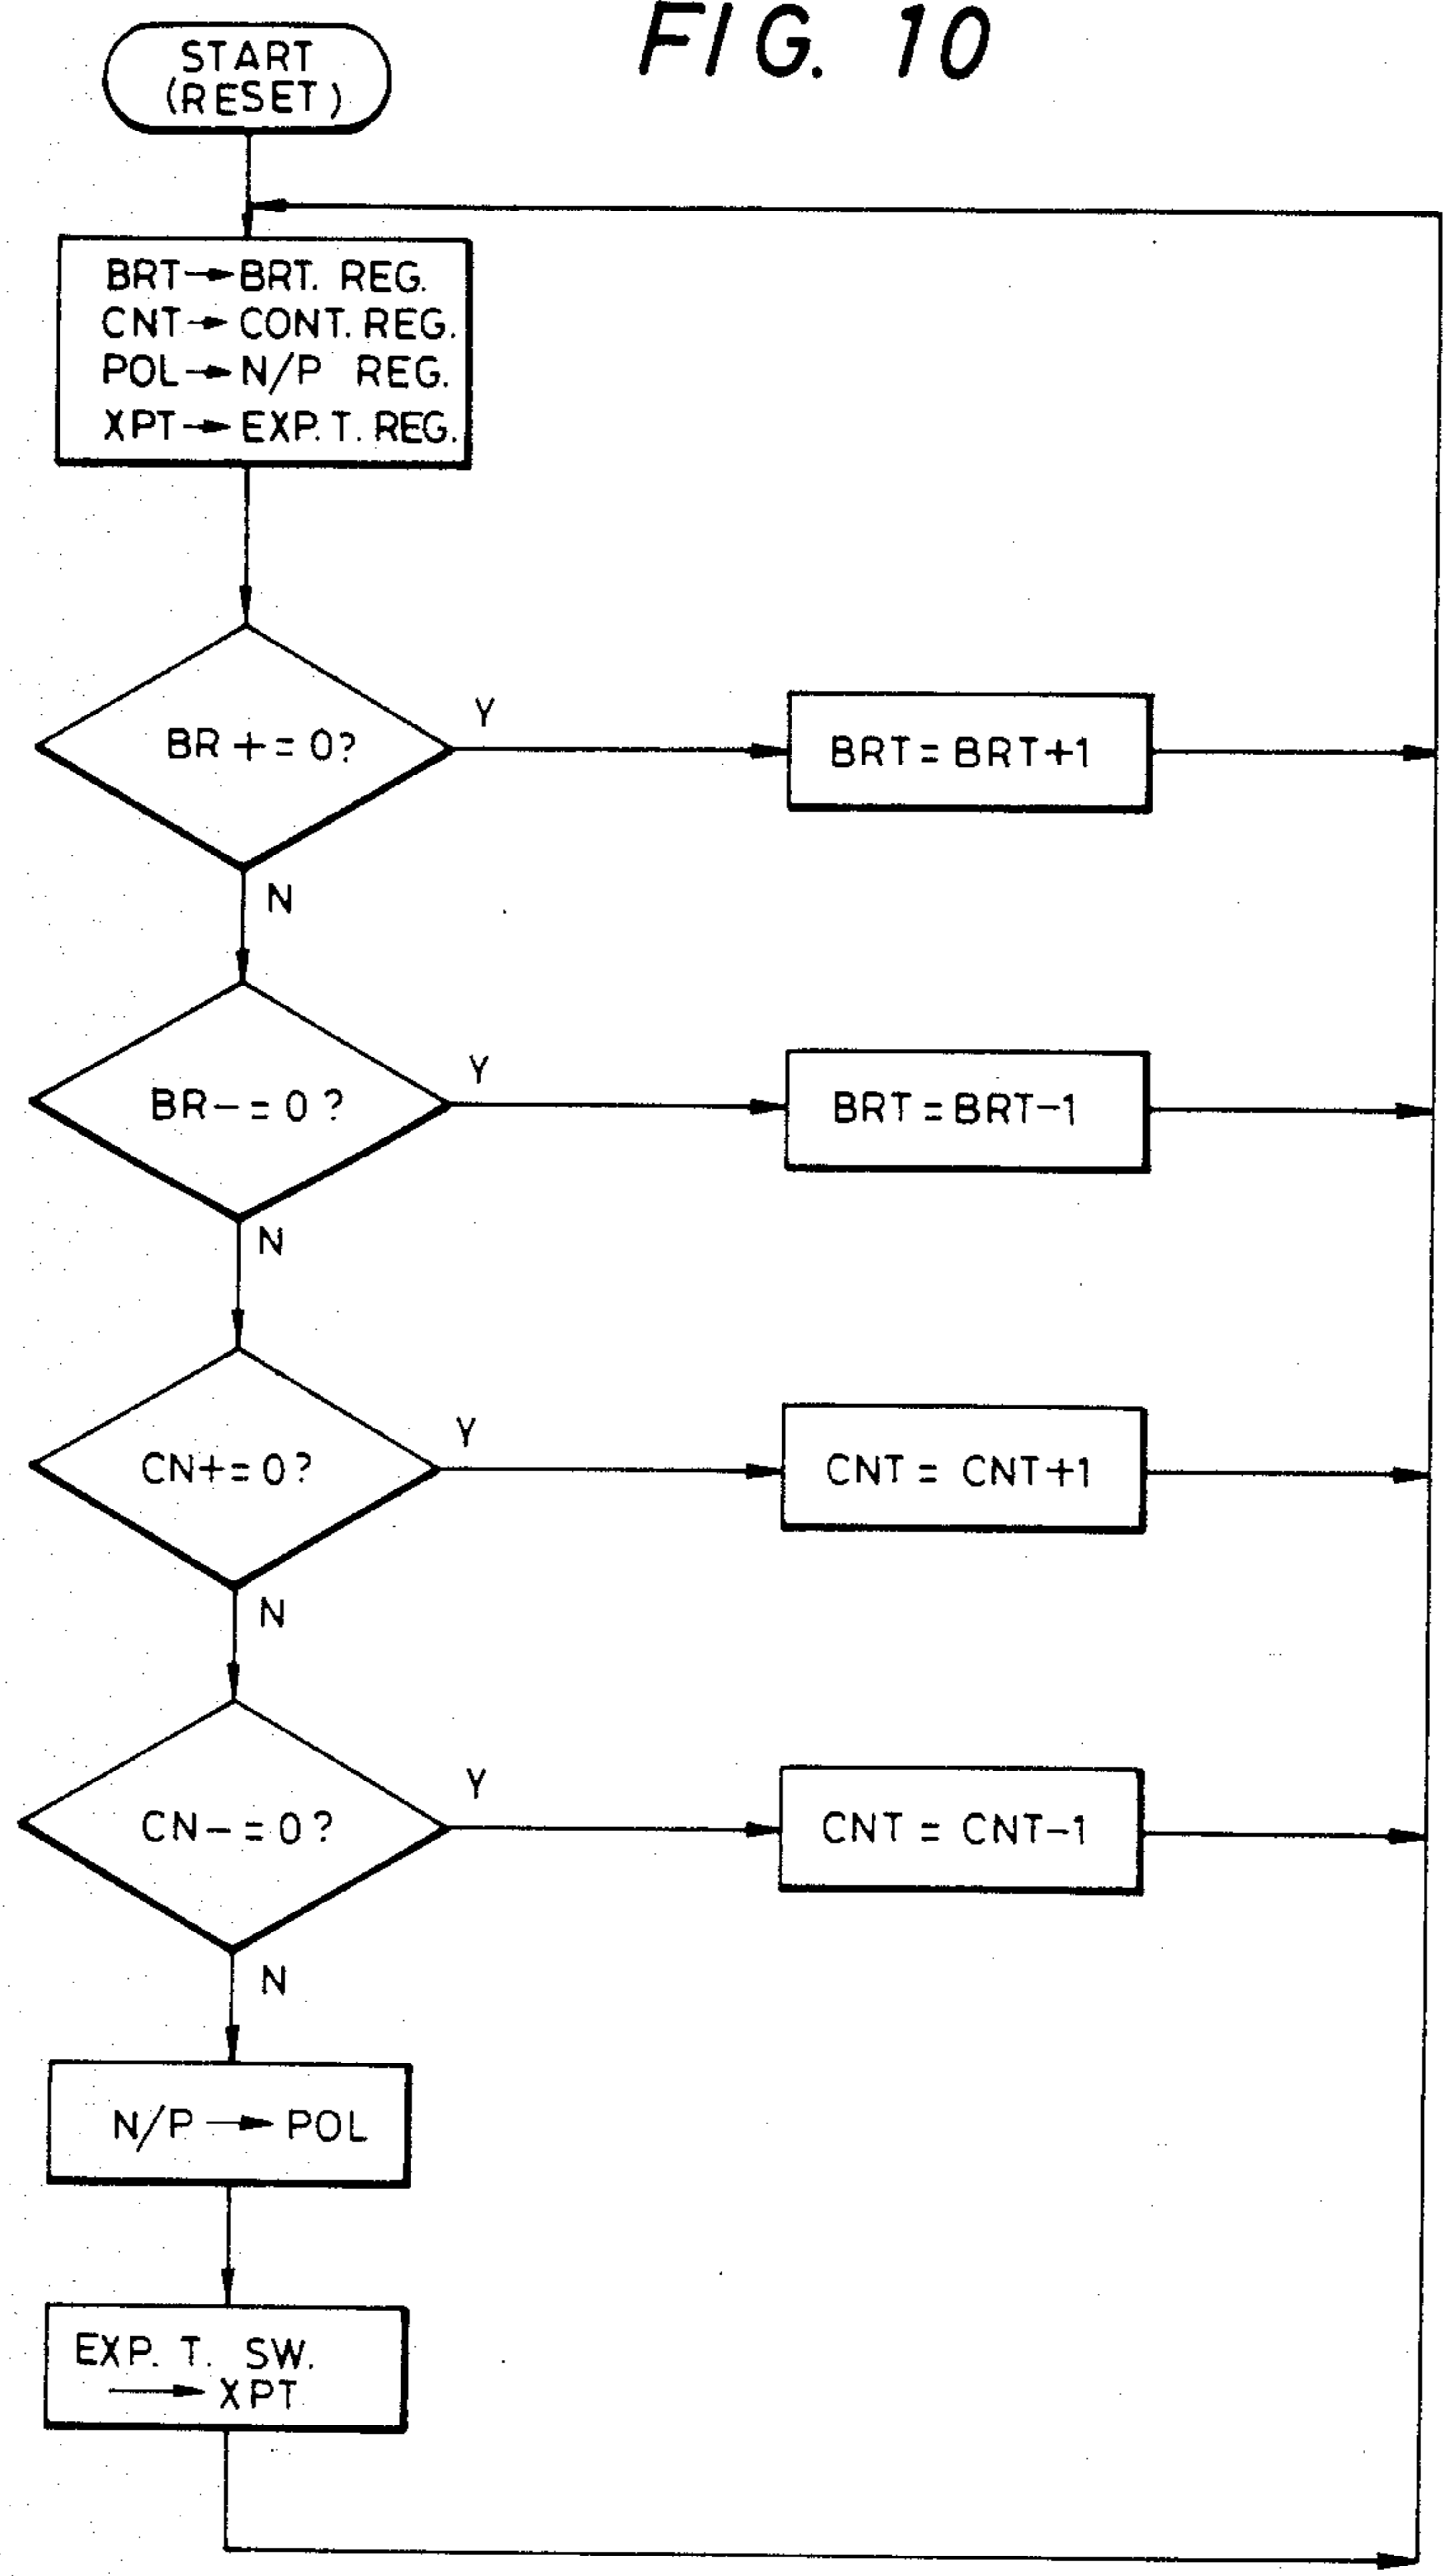 FIG. 10
START
(RESET)
BRT→BRT. REG.
CNT→CONT. REG.
POL→N/P REG.
XPT→EXP. T. REG.
BR+=0?
Y
BRT=BRT+1
N
BR-=0?
Y
BRT=BRT-1
N
CN+=0?
Y
CNT = CNT+1
N
CN-=0?
Y
CNT = CNT-1
N
N/P→POL
EXP. T. SW.
→XPT